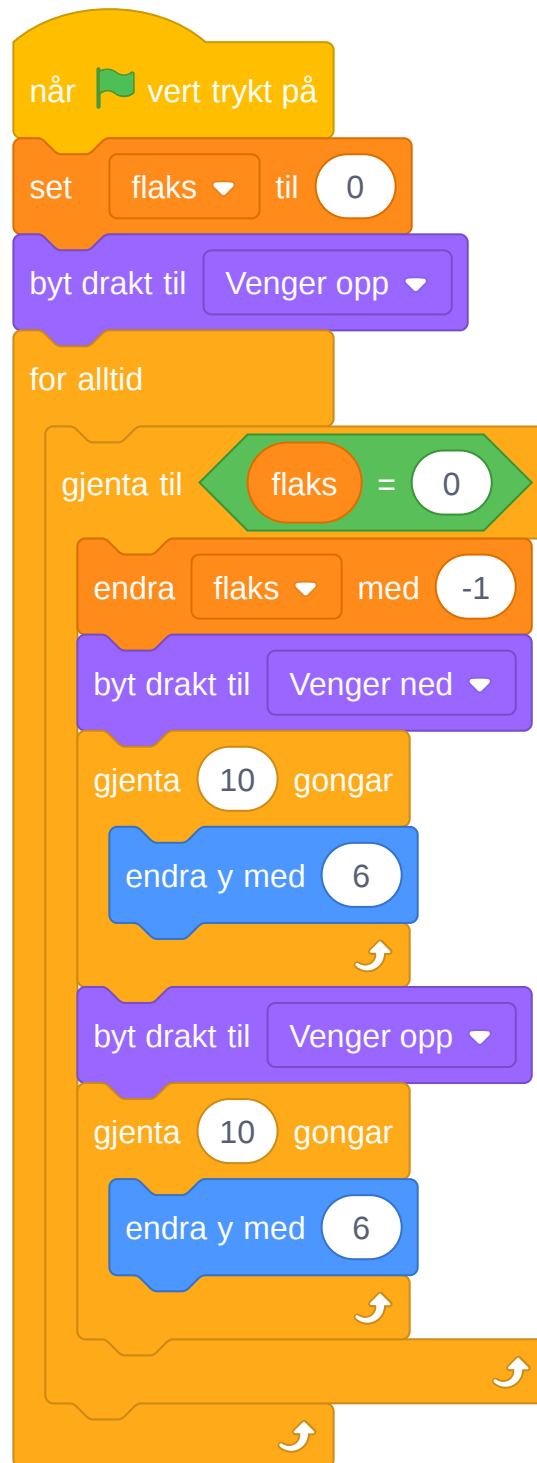 når vert trykt på
set flaks til 0
byt drakt til Venger opp
for alltid
gjenta til flaks = 0
endra flaks med -1
byt drakt til Venger ned
gjenta 10 gongar
endra y med 6
byt drakt til Venger opp
gjenta 10 gongar
endra y med 6